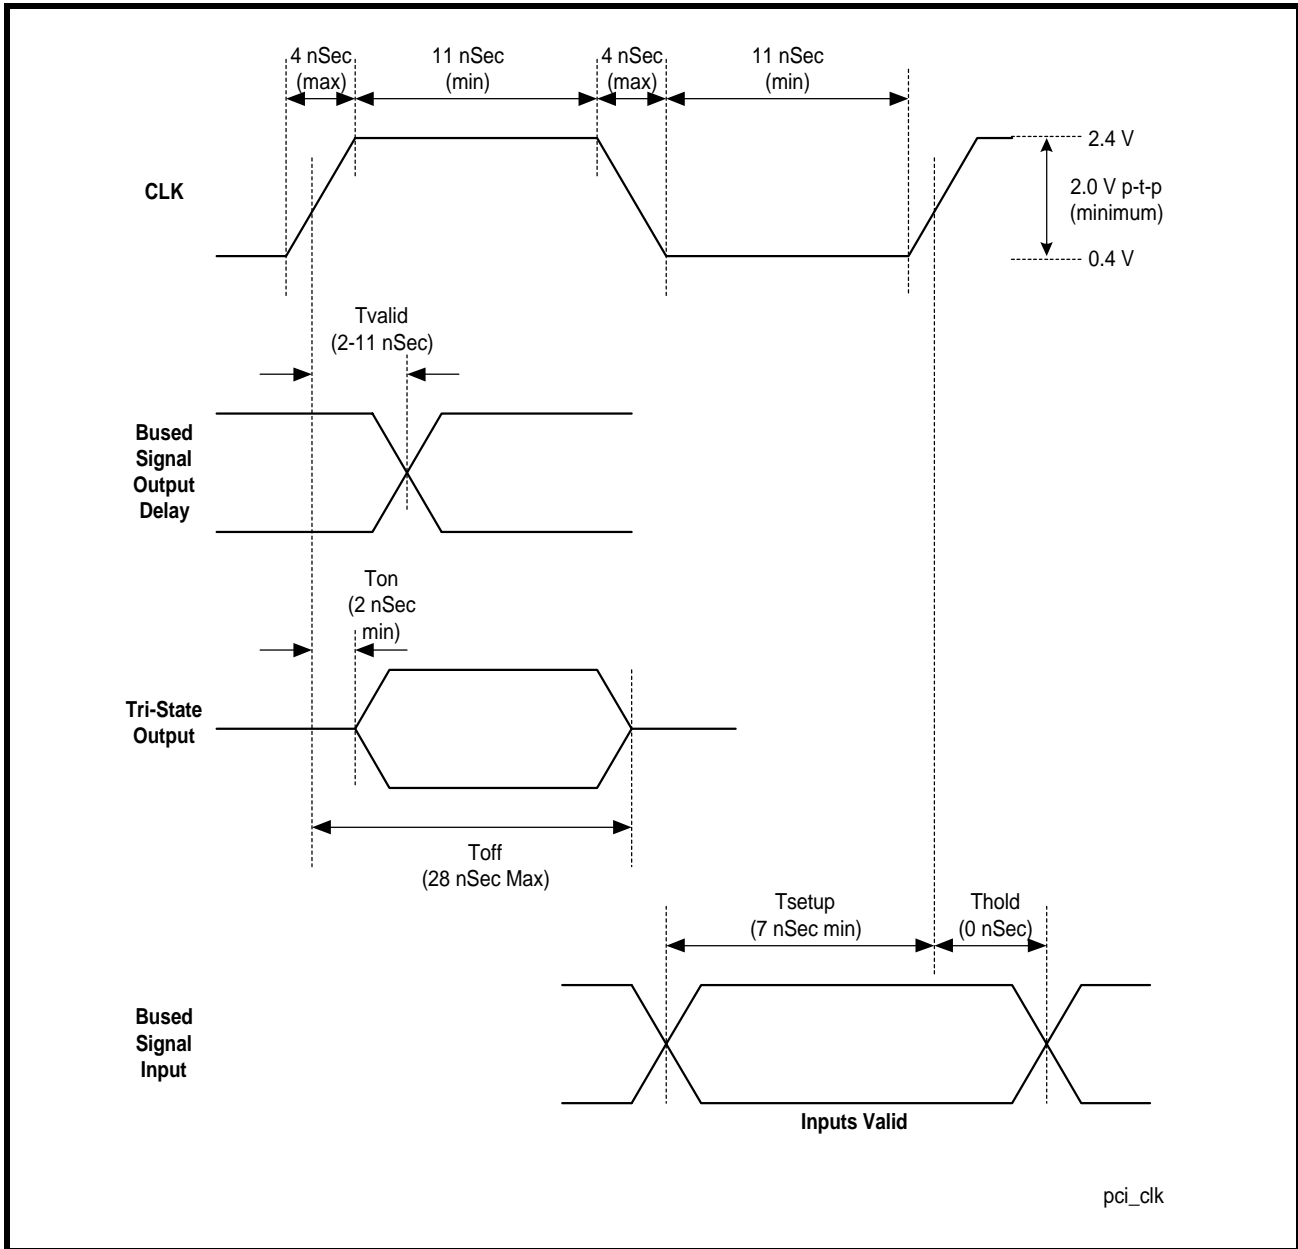 4 nSec
(max)
11 nSec
(min)
4 nSec
(max)
11 nSec
(min)
CLK
2.4 V
2.0 V p-t-p
(minimum)
0.4 V
Tvalid
(2-11 nSec)
Bused
Signal
Output
Delay
Ton
(2 nSec
min)
Tri-State
Output
Toff
(28 nSec Max)
Tsetup
(7 nSec min)
Thold
(0 nSec)
Bused
Signal
Input
Inputs Valid
pci_clk